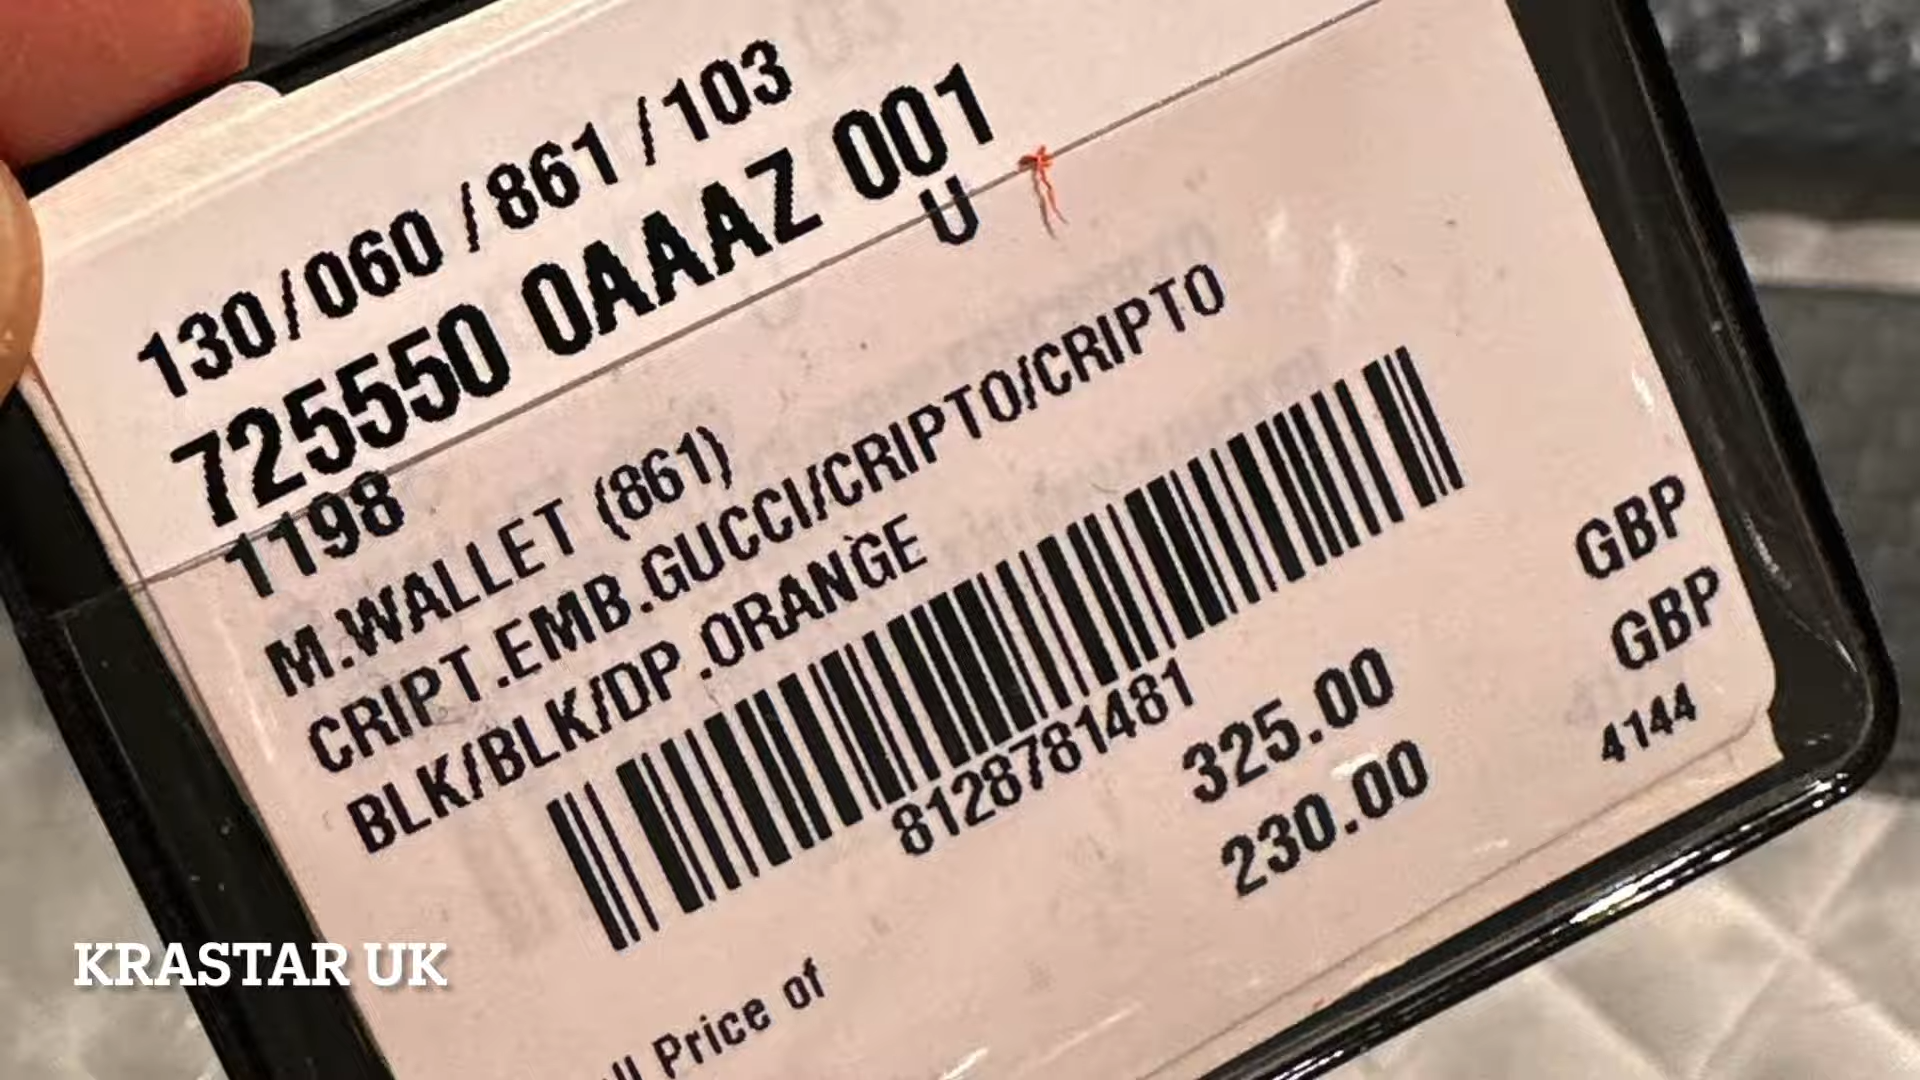 130/060/861/103
725550 0AAAZ 001
1198 U
M.WALLET (861)
CRIPT.EMB.GUCCI/CRIPTO/CRIPTO
BLK/BLK/DP.ORANGE
8128781481
325.00 GBP
230.00 GBP
4144
Price of
KRASTAR UK